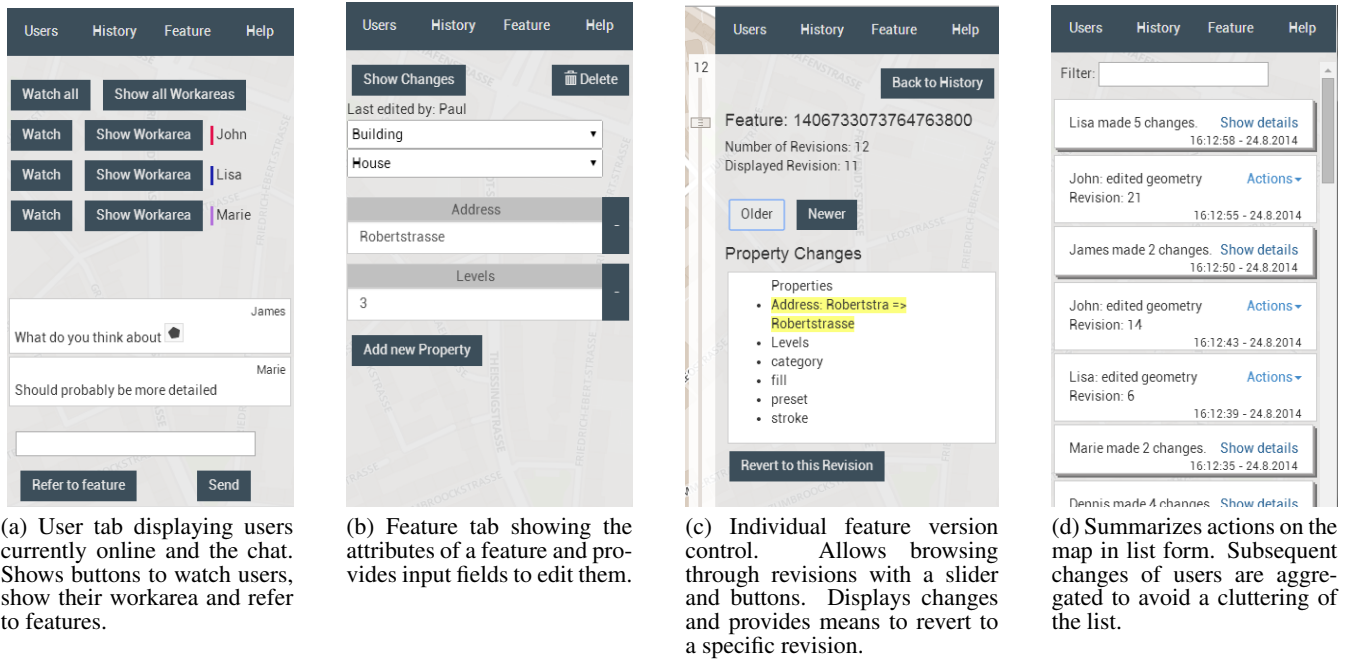 Users History Feature Help
Watch all Show all Workareas
Watch Show Workarea John
Watch Show Workarea Lisa
Watch Show Workarea Marie
FRIEDRICH-EBERT-STRASSE
James
What do you think about
Marie
Should probably be more detailed
Refer to feature Send
(a) User tab displaying users
currently online and the chat.
Shows buttons to watch users,
show their workarea and refer
to features.
Users History Feature Help
Show Changes Delete
Last edited by: Paul
Building
House
Address
Robertstrasse
-
Levels
3
-
Add new Property
THEISSINGSTRASSE
FRIEDRICH-EBERT-STRASSE
(b) Feature tab showing the
attributes of a feature and pro-
vides input fields to edit them.
Users History Feature Help
12
Back to History
Feature: 1406733073764763800
Number of Revisions: 12
Displayed Revision: 11
Older Newer
Property Changes
Properties
• Address: Robertstra =>
Robertstrasse
• Levels
• category
• fill
• preset
• stroke
Revert to this Revision
(c) Individual feature version
control. Allows browsing
through revisions with a slider
and buttons. Displays changes
and provides means to revert to
a specific revision.
Users History Feature Help
Filter:
Lisa made 5 changes. Show details
16:12:58 - 24.8.2014
John: edited geometry Actions
Revision: 21
16:12:55 - 24.8.2014
James made 2 changes. Show details
16:12:50 - 24.8.2014
John: edited geometry Actions
Revision: 14
16:12:43 - 24.8.2014
Lisa: edited geometry Actions
Revision: 6
16:12:39 - 24.8.2014
Marie made 2 changes. Show details
16:12:35 - 24.8.2014
Dennis made 4 changes. Show details
(d) Summarizes actions on the
map in list form. Subsequent
changes of users are aggre-
gated to avoid a cluttering of
the list.